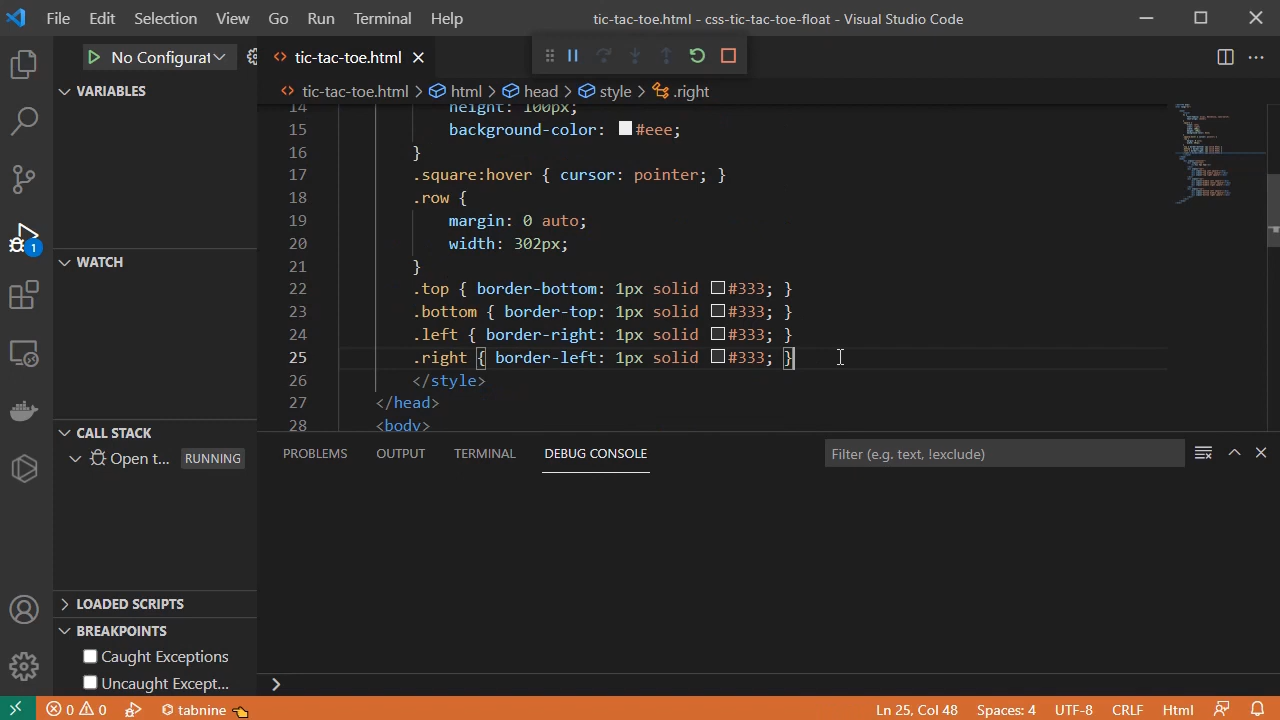 File Edit Selection View Go Run Terminal Help tic-tac-toe.html - css-tic-tac-toe-float - Visual Studio Code
No Configurat tic-tac-toe.html
VARIABLES
tic-tac-toe.html > html > head > style > .right
14 height: 100px;
15 background-color: #eee;
16 }
17 .square:hover { cursor: pointer; }
18 .row {
19 margin: 0 auto;
20 width: 302px;
21 }
22 .top { border-bottom: 1px solid #333; }
23 .bottom { border-top: 1px solid #333; }
24 .left { border-right: 1px solid #333; }
25 .right { border-left: 1px solid #333; }
26 </style>
27 </head>
28 <body>
WATCH
CALL STACK
Open t... RUNNING
LOADED SCRIPTS
BREAKPOINTS
Caught Exceptions
Uncaught Except...
1
PROBLEMS OUTPUT TERMINAL DEBUG CONSOLE Filter (e.g. text, !exclude)
0 0 tabnine Ln 25, Col 48 Spaces: 4 UTF-8 CRLF Html